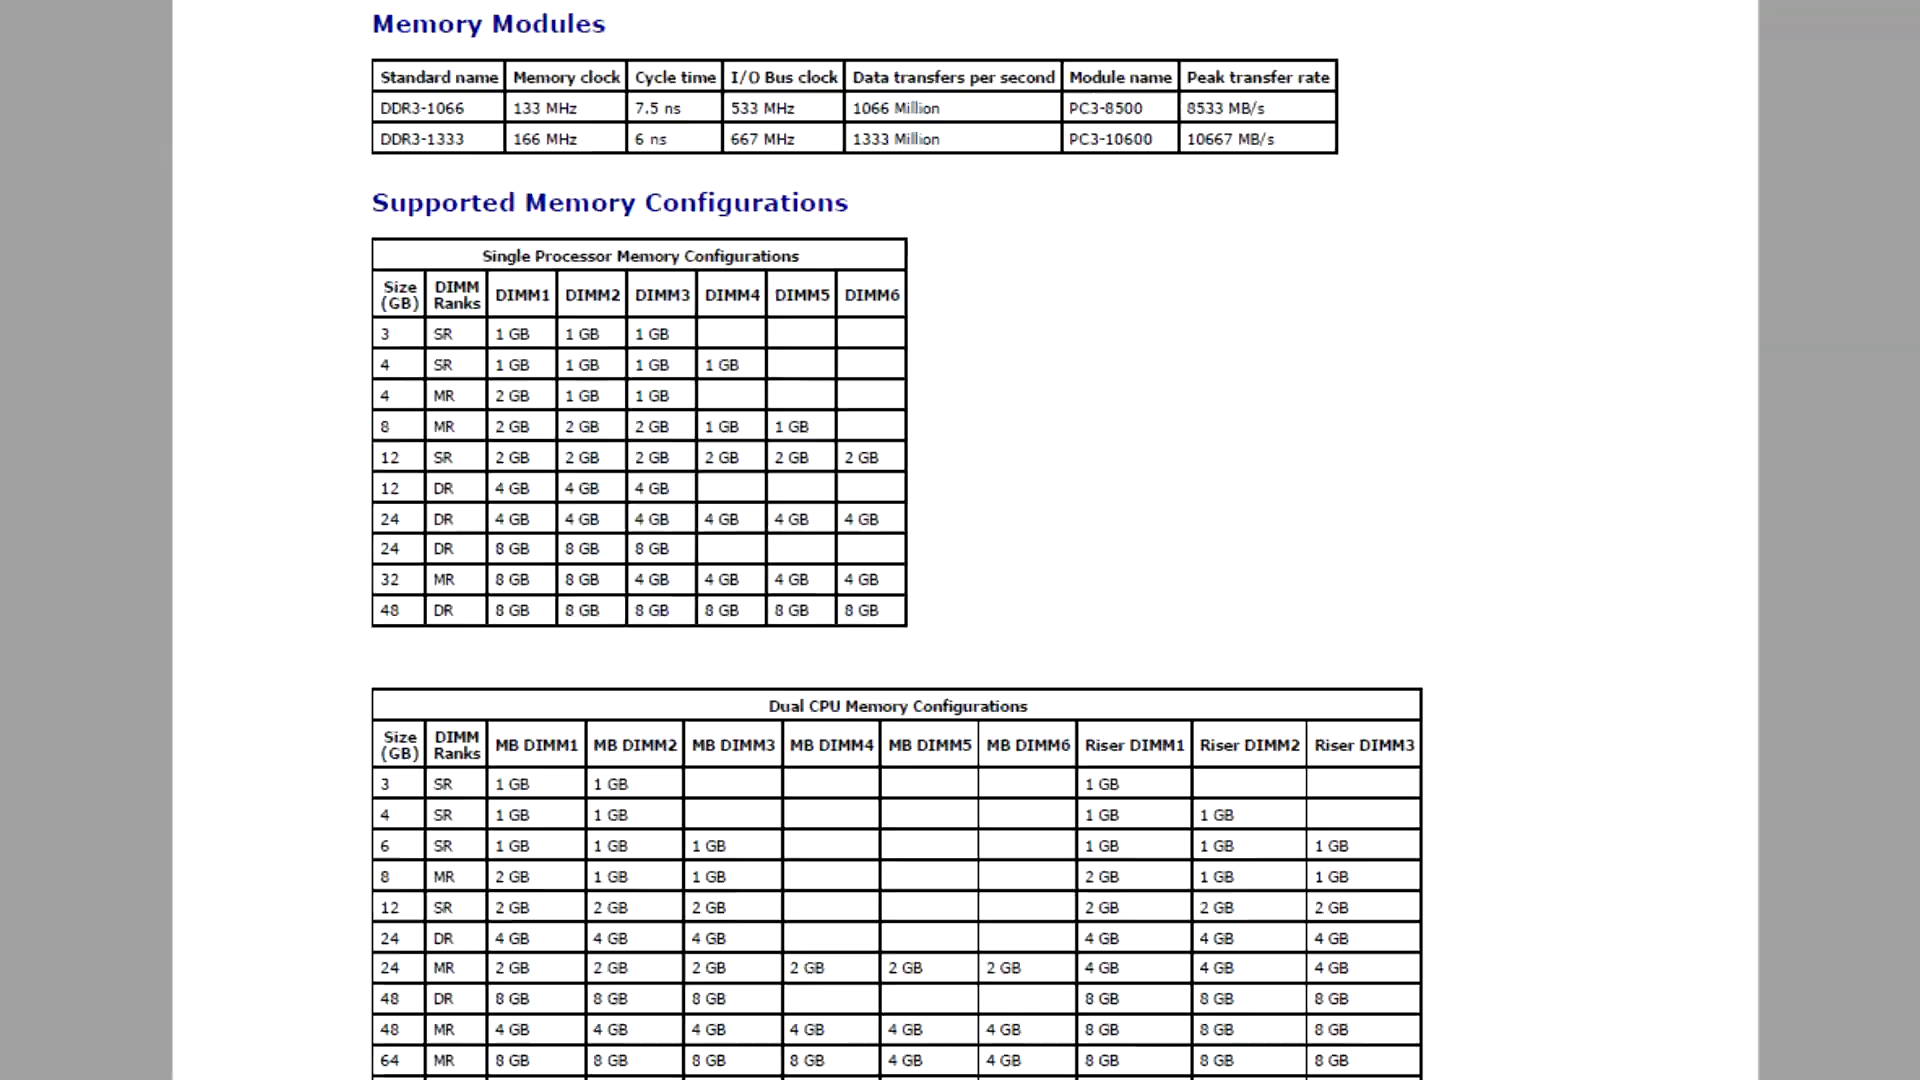 Memory Modules
Standard name Memory clock Cycle time I/O Bus clock Data transfers per second Module name Peak transfer rate
DDR3-1066 133 MHz 7.5 ns 533 MHz 1066 Million PC3-8500 8533 MB/s
DDR3-1333 166 MHz 6 ns 667 MHz 1333 Million PC3-10600 10667 MB/s
Supported Memory Configurations
Single Processor Memory Configurations
Size (GB) DIMM Ranks DIMM1 DIMM2 DIMM3 DIMM4 DIMM5 DIMM6
3 SR 1 GB 1 GB 1 GB
4 SR 1 GB 1 GB 1 GB 1 GB
4 MR 2 GB 1 GB 1 GB
8 MR 2 GB 2 GB 2 GB 1 GB 1 GB
12 SR 2 GB 2 GB 2 GB 2 GB 2 GB 2 GB
12 DR 4 GB 4 GB 4 GB
24 DR 4 GB 4 GB 4 GB 4 GB 4 GB 4 GB
24 DR 8 GB 8 GB 8 GB
32 MR 8 GB 8 GB 4 GB 4 GB 4 GB 4 GB
48 DR 8 GB 8 GB 8 GB 8 GB 8 GB 8 GB
Dual CPU Memory Configurations
Size (GB) DIMM Ranks MB DIMM1 MB DIMM2 MB DIMM3 MB DIMM4 MB DIMM5 MB DIMM6 Riser DIMM1 Riser DIMM2 Riser DIMM3
3 SR 1 GB 1 GB 1 GB
4 SR 1 GB 1 GB 1 GB 1 GB
6 SR 1 GB 1 GB 1 GB 1 GB 1 GB 1 GB
8 MR 2 GB 1 GB 1 GB 2 GB 1 GB 1 GB
12 SR 2 GB 2 GB 2 GB 2 GB 2 GB 2 GB
24 DR 4 GB 4 GB 4 GB 4 GB 4 GB 4 GB
24 MR 2 GB 2 GB 2 GB 2 GB 2 GB 2 GB 4 GB 4 GB 4 GB
48 DR 8 GB 8 GB 8 GB 8 GB 8 GB 8 GB
48 MR 4 GB 4 GB 4 GB 4 GB 4 GB 4 GB 8 GB 8 GB 8 GB
64 MR 8 GB 8 GB 8 GB 8 GB 4 GB 4 GB 8 GB 8 GB 8 GB